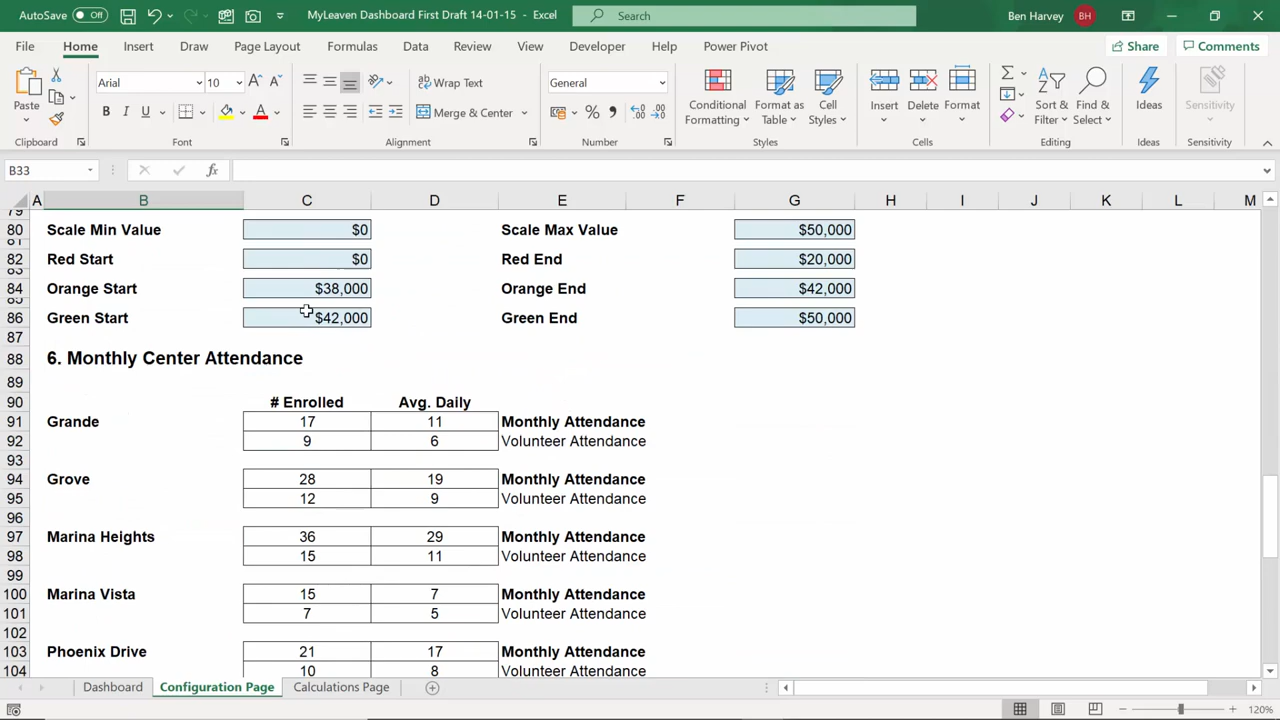 AutoSave Off MyLeaven Dashboard First Draft 14-01-15 - Excel Search Ben Harvey BH
File Home Insert Draw Page Layout Formulas Data Review View Developer Help Power Pivot Share Comments
Paste Arial 10 Wrap Text General Conditional Formatting Format as Table Cell Styles Insert Delete Format Sort & Filter Find & Select Ideas Sensitivity
B I U A Merge & Center $ %
Clipboard Font Alignment Number Styles Cells Editing Ideas Sensitivity
B33 fx
A B C D E F G H I J K L M
79
80 Scale Min Value $0 Scale Max Value $50,000
81
82 Red Start $0 Red End $20,000
83
84 Orange Start $38,000 Orange End $42,000
85
86 Green Start $42,000 Green End $50,000
87
88 6. Monthly Center Attendance
89
90 # Enrolled Avg. Daily
91 Grande 17 11 Monthly Attendance
92 9 6 Volunteer Attendance
93
94 Grove 28 19 Monthly Attendance
95 12 9 Volunteer Attendance
96
97 Marina Heights 36 29 Monthly Attendance
98 15 11 Volunteer Attendance
99
100 Marina Vista 15 7 Monthly Attendance
101 7 5 Volunteer Attendance
102
103 Phoenix Drive 21 17 Monthly Attendance
104 10 8 Volunteer Attendance
Dashboard Configuration Page Calculations Page
120%